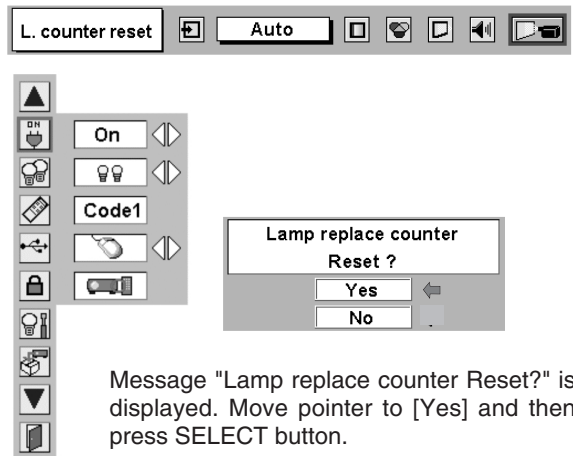 L. counter reset
Auto
ON
On
Code1
Lamp replace counter
Reset ?
Yes
No
Message "Lamp replace counter Reset?" is
displayed. Move pointer to [Yes] and then
press SELECT button.